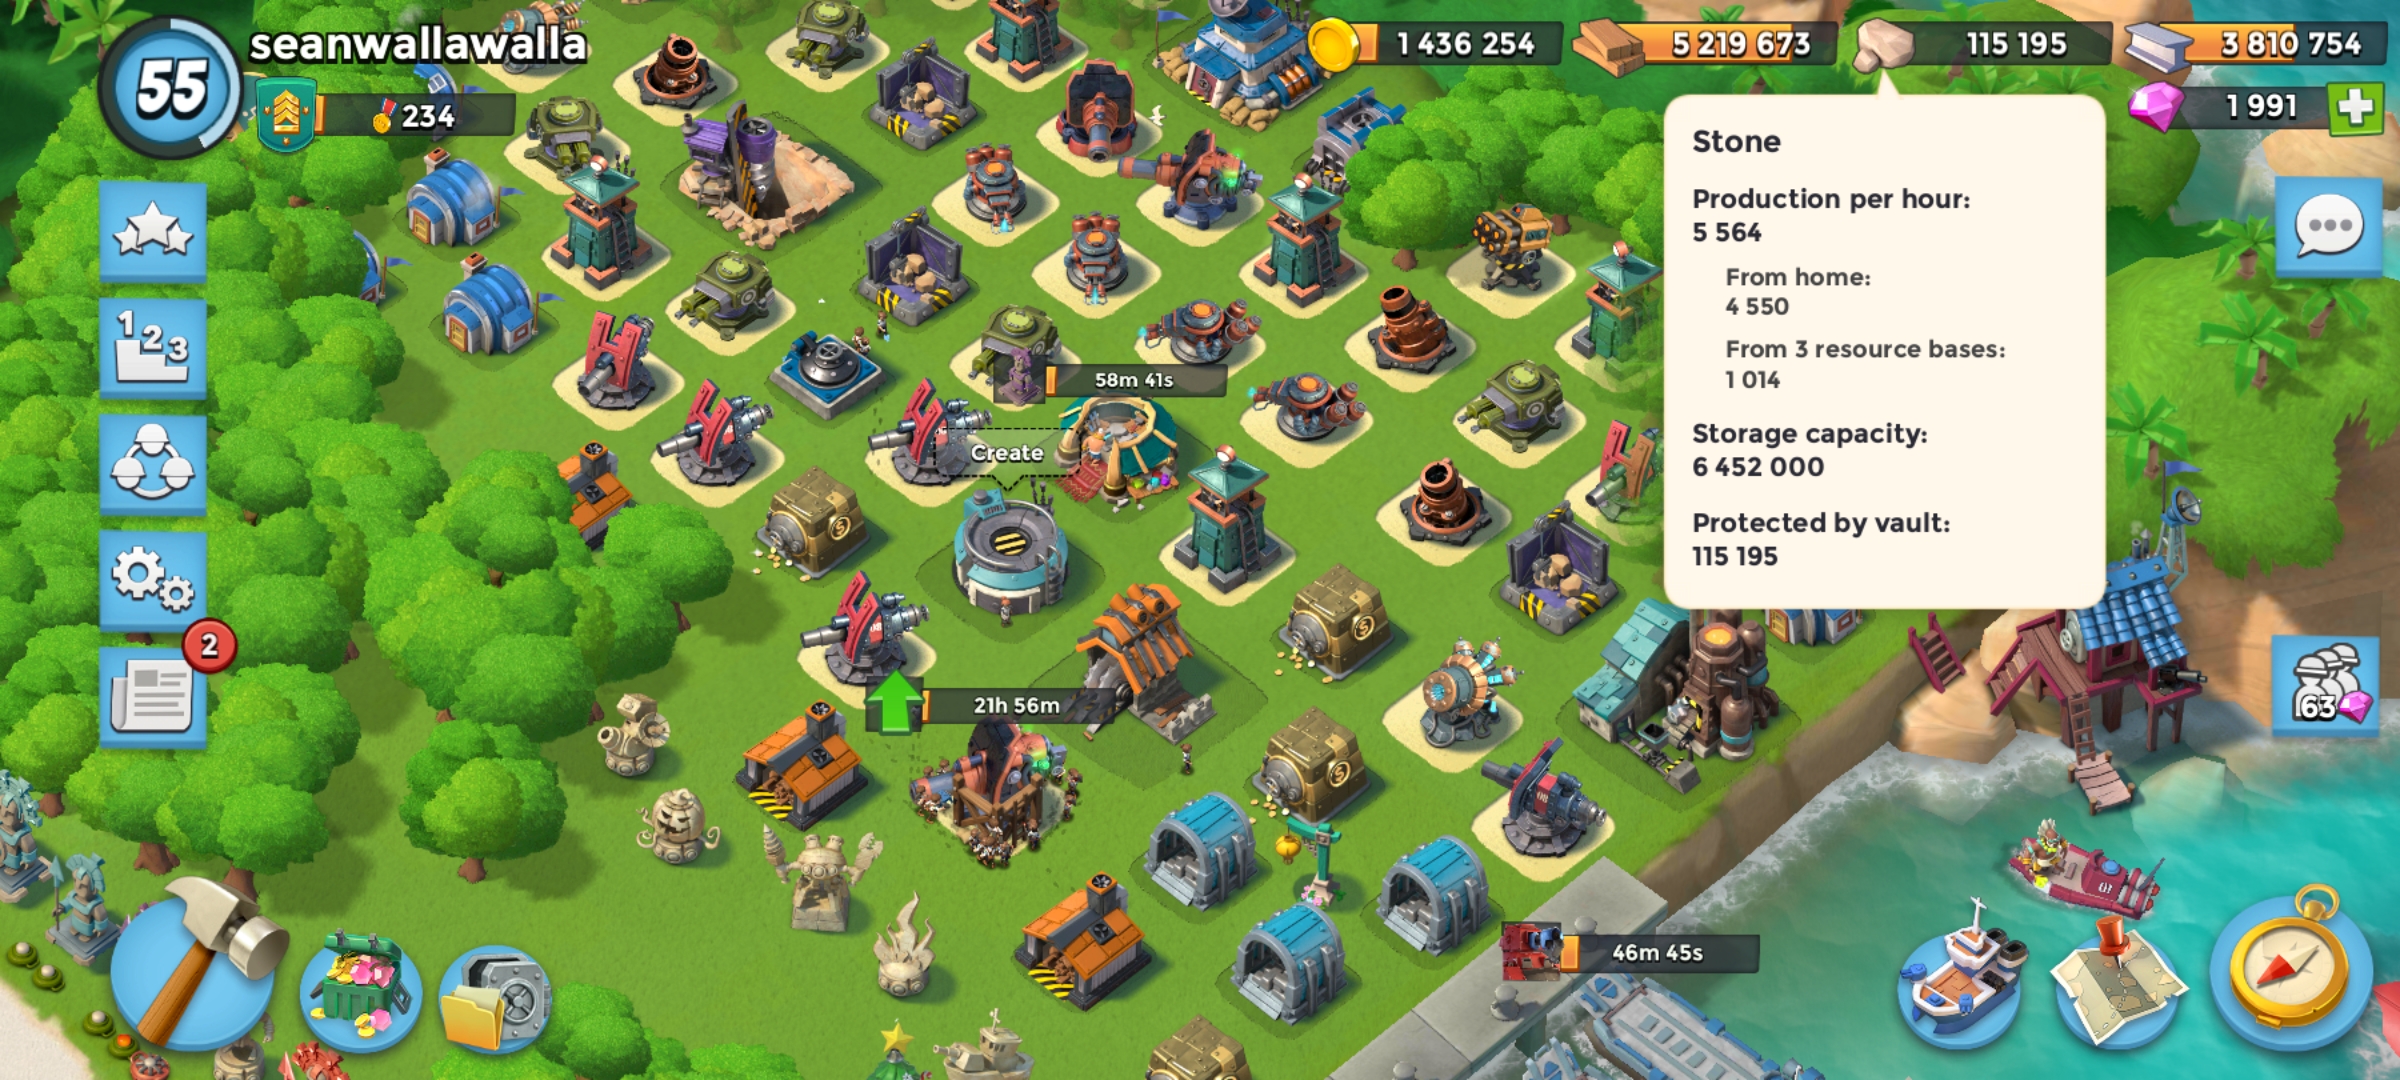 55
seanwallawalla
234
1 436 254
5 219 673
115 195
3 810 754
1 991
Stone
Production per hour:
5 564
From home:
4 550
From 3 resource bases:
1 014
Storage capacity:
6 452 000
Protected by vault:
115 195
123
58m 41s
Create
2
21h 56m
63
46m 45s